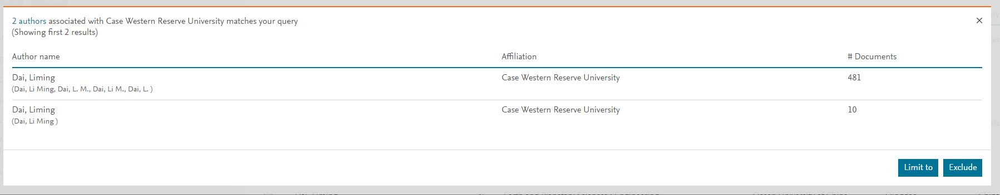 2 authors associated with Case Western Reserve University matches your query
(Showing first 2 results)
Author name Affiliation # Documents
Dai, Liming Case Western Reserve University 481
(Dai, Li Ming, Dai, L. M., Dai, Li M., Dai, L. )
Dai, Liming Case Western Reserve University 10
(Dai, Li Ming )
Limit to Exclude